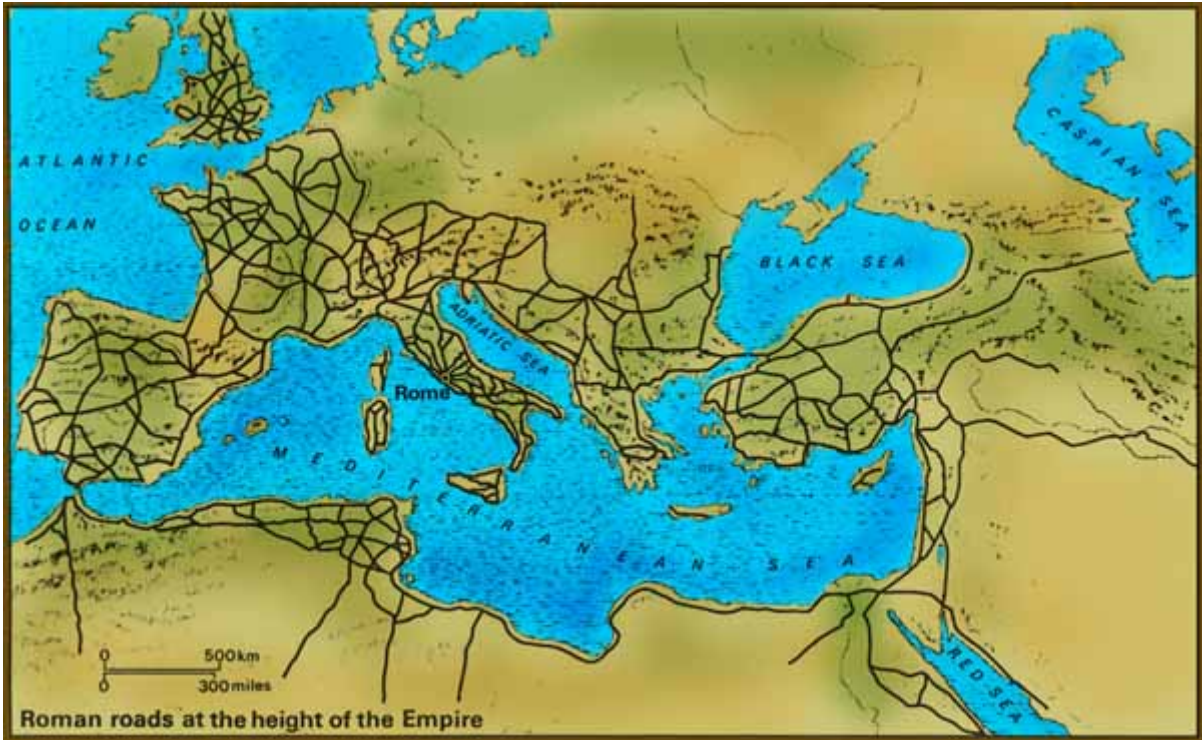 ATLANTIC
OCEAN
CASPIAN SEA
BLACK SEA
ADRIATIC SEA
Rome
MEDITERRANEAN SEA
RED SEA
0 500km
0 300miles
Roman roads at the height of the Empire